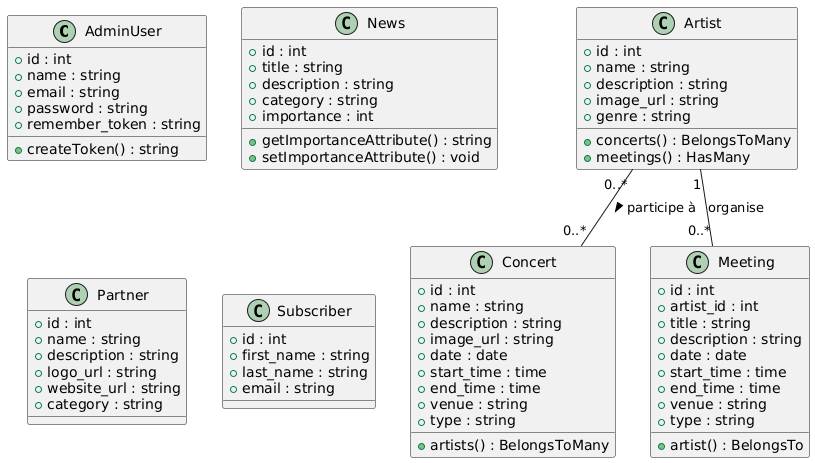 C AdminUser
id : int
name : string
email : string
password : string
remember_token : string
createToken() : string
C News
id : int
title : string
description : string
category : string
importance : int
getImportanceAttribute() : string
setImportanceAttribute() : void
C Artist
id : int
name : string
description : string
image_url : string
genre : string
concerts() : BelongsToMany
meetings() : HasMany
0..* 1
participe à organise
0..* 0..*
C Partner
id : int
name : string
description : string
logo_url : string
website_url : string
category : string
C Subscriber
id : int
first_name : string
last_name : string
email : string
C Concert
id : int
name : string
description : string
image_url : string
date : date
start_time : time
end_time : time
venue : string
type : string
artists() : BelongsToMany
C Meeting
id : int
artist_id : int
title : string
description : string
date : date
start_time : time
end_time : time
venue : string
type : string
artist() : BelongsTo